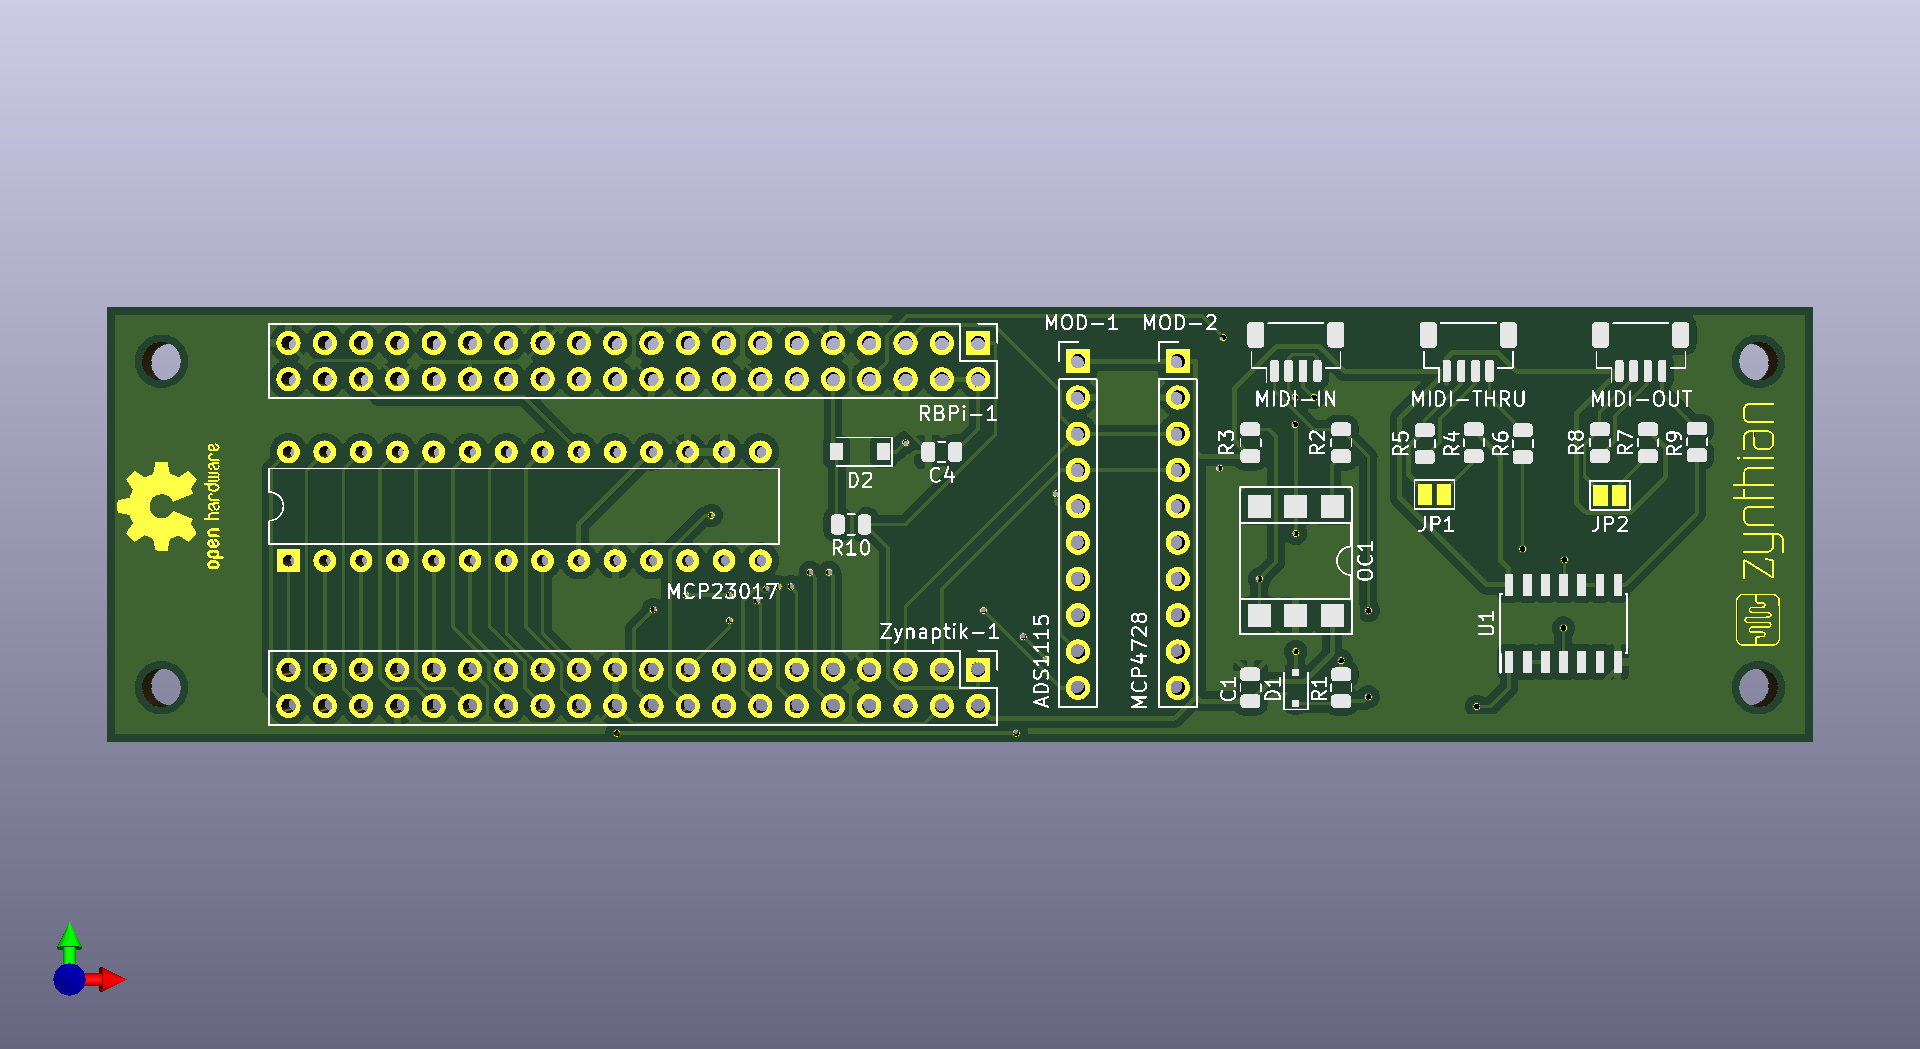 MOD-1
MOD-2
MIDI-IN
MIDI-THRU
MIDI-OUT
RBPi-1
R3
R2
R5
R4
R6
R8
R7
R9
D2
C4
JP1
JP2
R10
OC1
open hardware
zynthian
MCP23017
Zynaptik-1
ADS1115
MCP4728
U1
C1
D1
R1